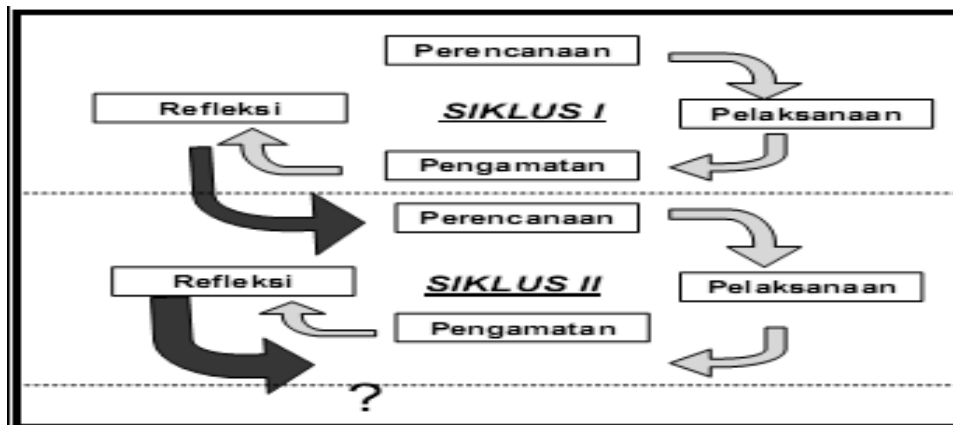 Perencanaan
Refleksi
SIKLUS I
Pelaksanaan
Pengamatan
Perencanaan
Refleksi
SIKLUS II
Pelaksanaan
Pengamatan
?